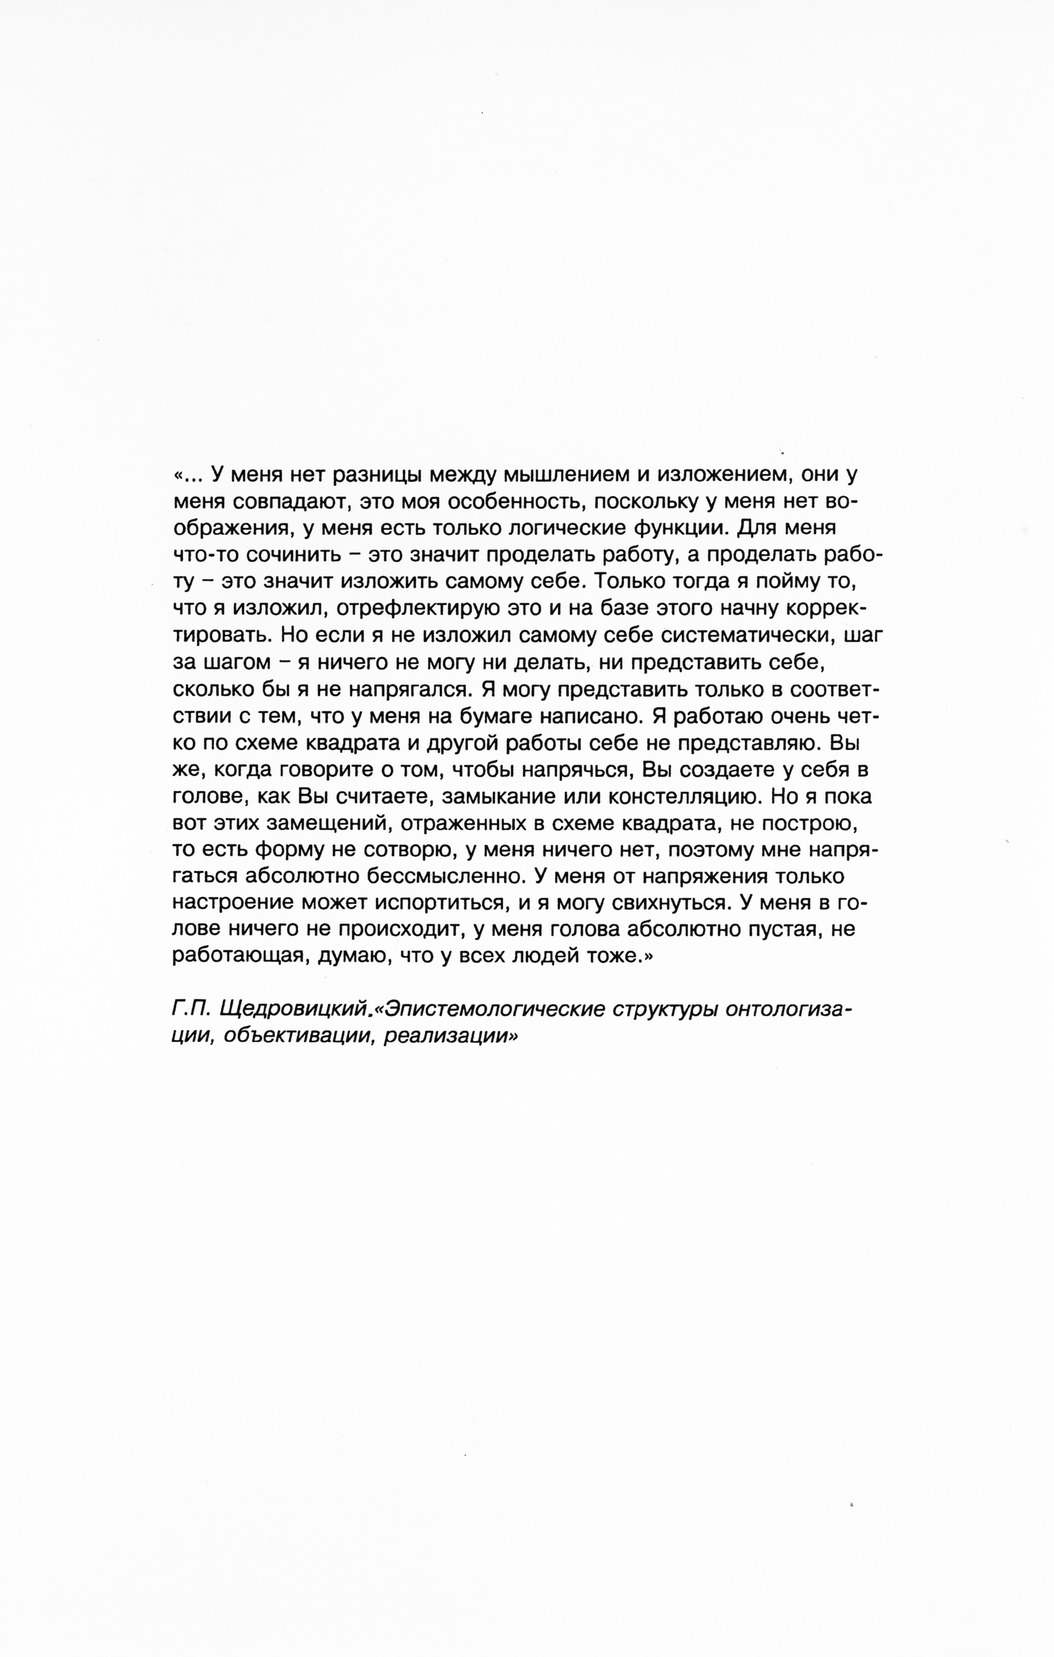 «... У меня нет разницы между мышлением и изложением, они у
меня совпадают, это моя особенность, поскольку у меня нет во-
ображения, у меня есть только логические функции. Для меня
что-то сочинить – это значит проделать работу, а проделать рабо-
ту – это значит изложить самому себе. Только тогда я пойму то,
что я изложил, отрефлектирую это и на базе этого начну коррек-
тировать. Но если я не изложил самому себе систематически, шаг
за шагом – я ничего не могу ни делать, ни представить себе,
сколько бы я не напрягался. Я могу представить только в соответ-
ствии с тем, что у меня на бумаге написано. Я работаю очень чет-
ко по схеме квадрата и другой работы себе не представляю. Вы
же, когда говорите о том, чтобы напрячься, Вы создаете у себя в
голове, как Вы считаете, замыкание или констелляцию. Но я пока
вот этих замещений, отраженных в схеме квадрата, не построю,
то есть форму не сотворю, у меня ничего нет, поэтому мне напря-
гаться абсолютно бессмысленно. У меня от напряжения только
настроение может испортиться, и я могу свихнуться. У меня в го-
лове ничего не происходит, у меня голова абсолютно пустая, не
работающая, думаю, что у всех людей тоже.»
Г.П. Щедровицкий.«Эпистемологические структуры онтологиза-
ции, объективации, реализации»